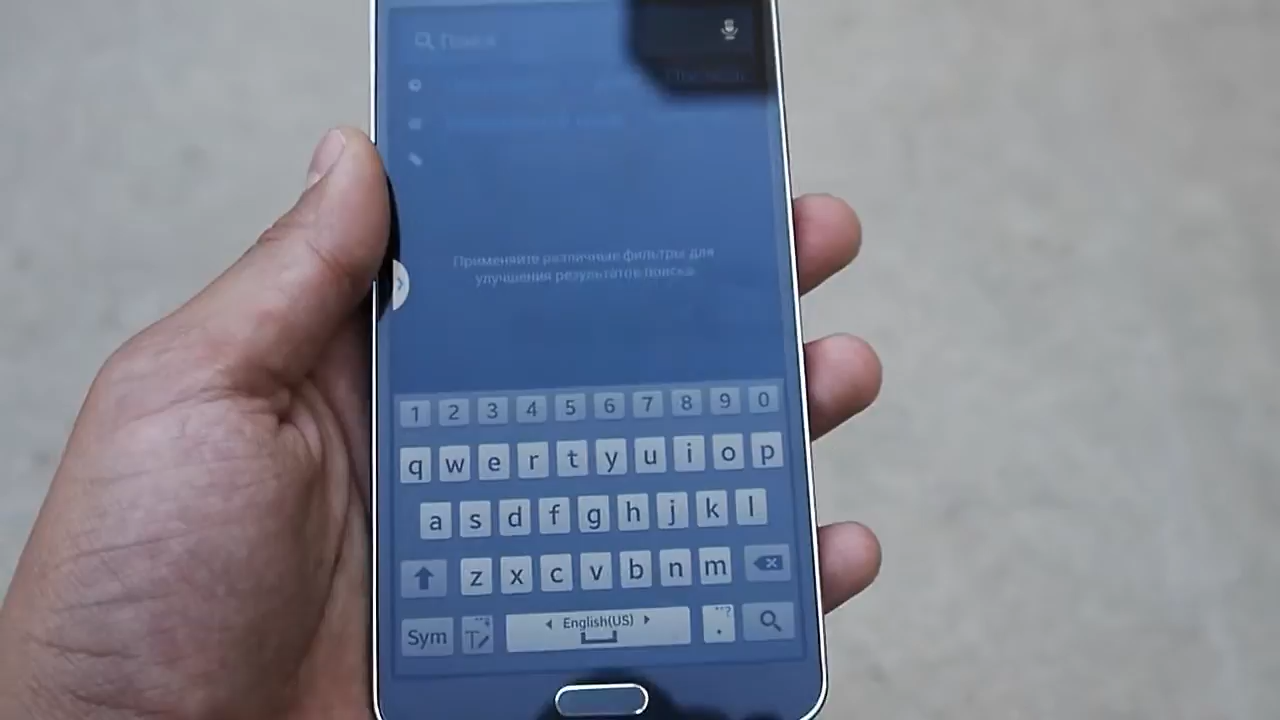 Поиск
Применяйте различные фильтры для
улучшения результатов поиска
1 2 3 4 5 6 7 8 9 0
q w e r t y u i o p
a s d f g h j k l
z x c v b n m
Sym T English(US) . ,,?